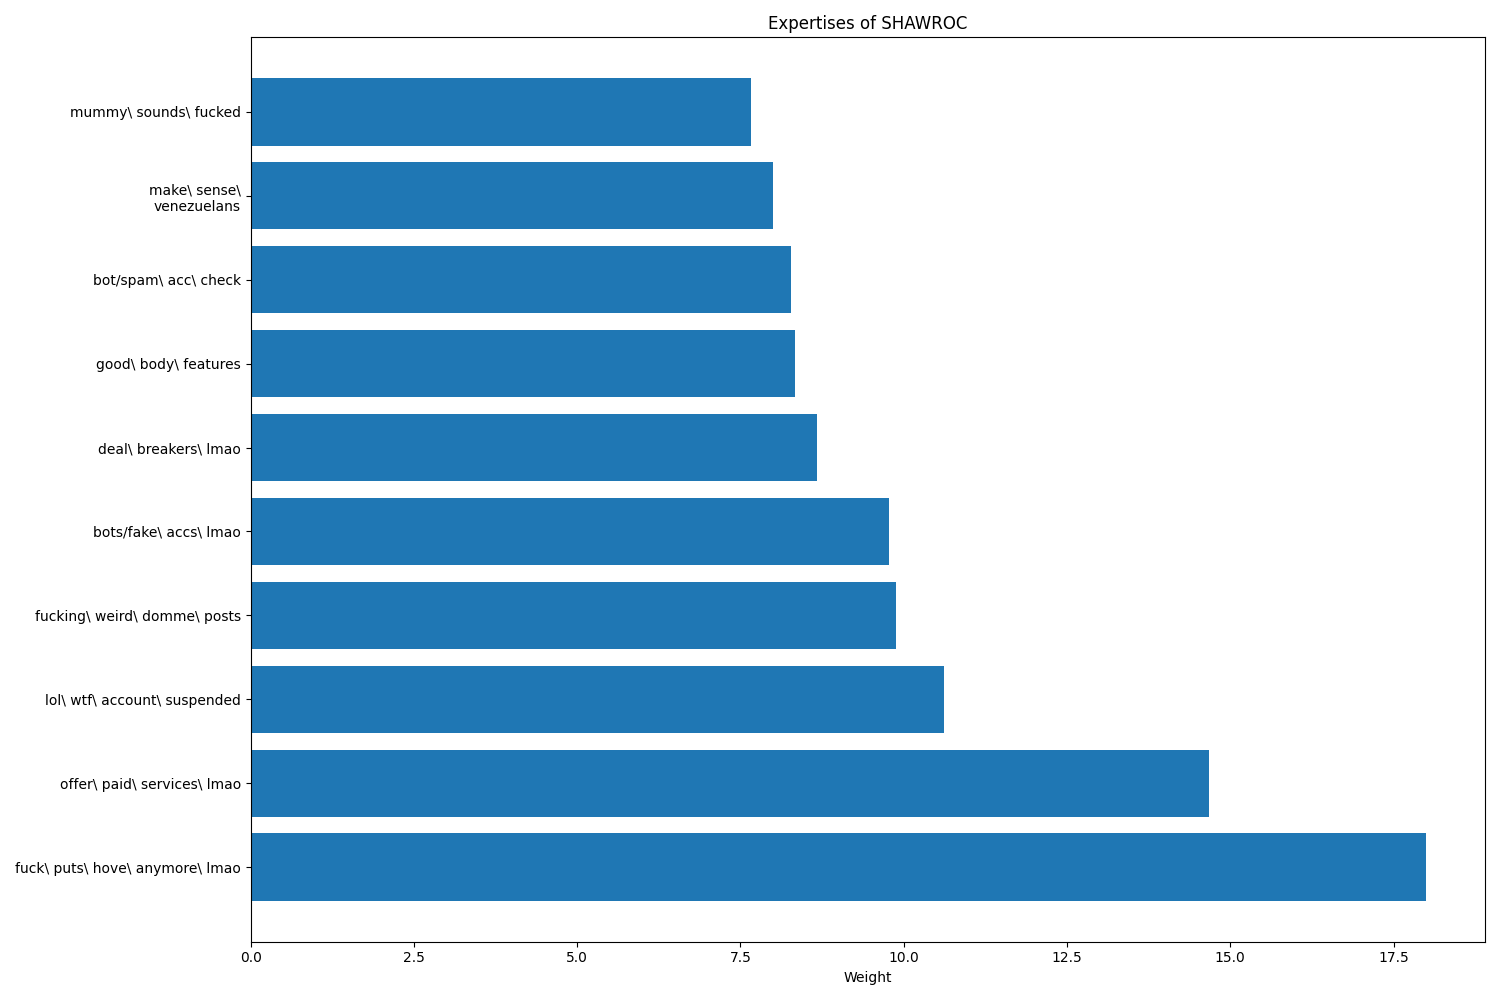 Expertises of SHAWROC
mummy\ sounds\ fucked
make\ sense\
venezuelans
bot/spam\ acc\ check
good\ body\ features
deal\ breakers\ lmao
bots/fake\ accs\ lmao
fucking\ weird\ domme\ posts
lol\ wtf\ account\ suspended
offer\ paid\ services\ lmao
fuck\ puts\ hove\ anymore\ lmao
0.0 2.5 5.0 7.5 10.0 12.5 15.0 17.5
Weight